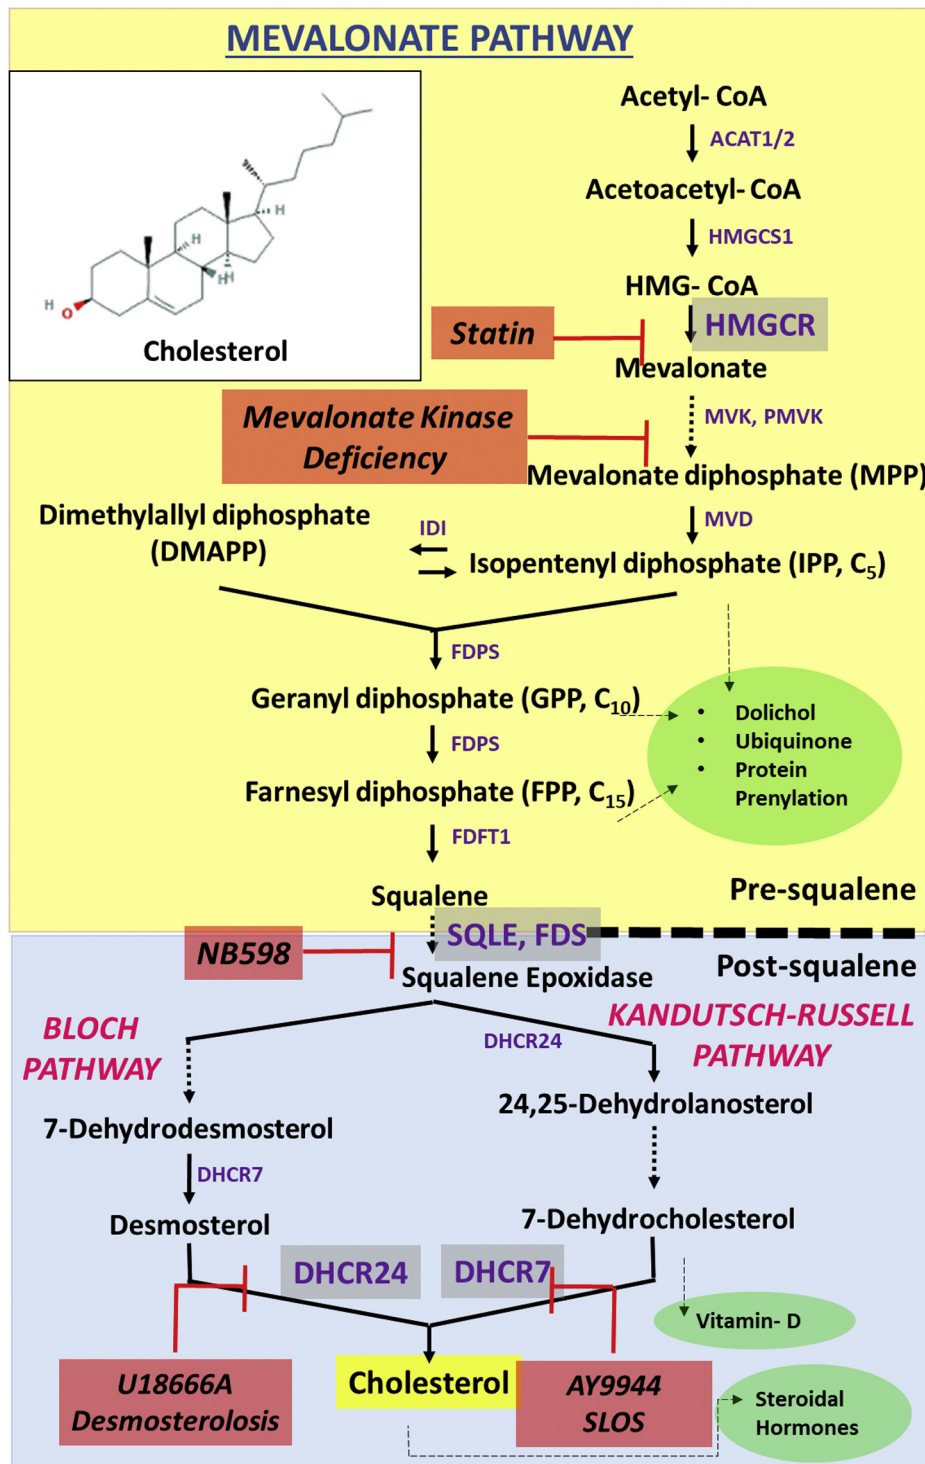 MEVALONATE PATHWAY
H
O
H
H
H
H
Cholesterol
Acetyl- CoA
ACAT1/2
Acetoacetyl- CoA
HMGCS1
HMG- CoA
HMGCR
Statin
Mevalonate
Mevalonate Kinase
Deficiency
MVK, PMVK
Mevalonate diphosphate (MPP)
MVD
Dimethylallyl diphosphate
(DMAPP)
IDI
Isopentenyl diphosphate (IPP, C5)
FDPS
Geranyl diphosphate (GPP, C10)
FDPS
Farnesyl diphosphate (FPP, C15)
• Dolichol
• Ubiquinone
• Protein
Prenylation
FDFT1
Squalene
Pre-squalene
SQLE, FDS
NB598
Post-squalene
Squalene Epoxidase
BLOCH
PATHWAY
DHCR24
KANDUTSCH-RUSSELL
PATHWAY
7-Dehydrodesmosterol
24,25-Dehydrolanosterol
DHCR7
Desmosterol
7-Dehydrocholesterol
DHCR24
DHCR7
Vitamin- D
U18666A
Desmosterolosis
Cholesterol
AY9944
SLOS
Steroidal
Hormones